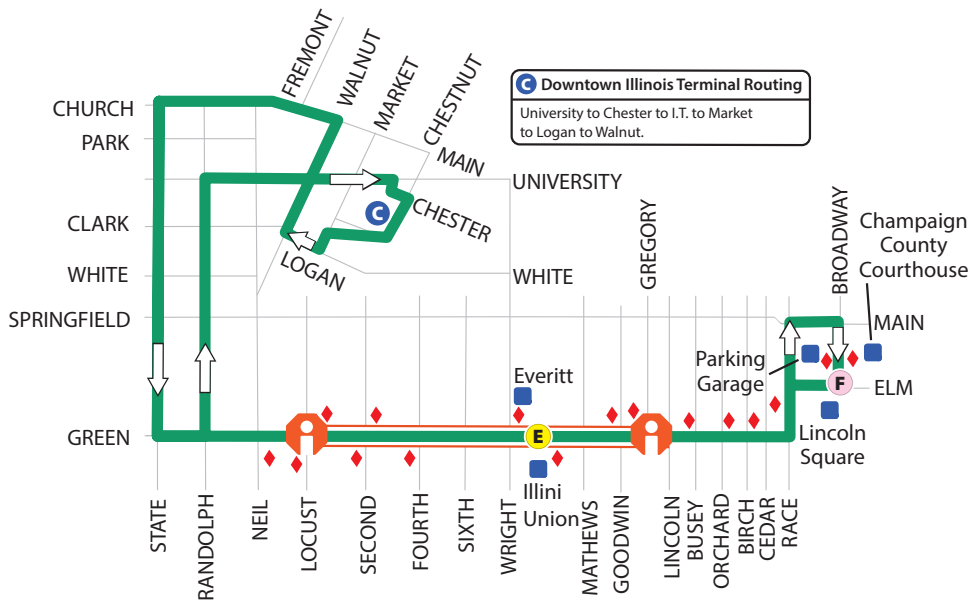 FREMONT
WALNUT
MARKET
CHESTNUT
C Downtown Illinois Terminal Routing
University to Chester to I.T. to Market
to Logan to Walnut.
CHURCH
PARK
MAIN
UNIVERSITY
C
CHESTER
CLARK
LOGAN
WHITE
WHITE
GREGORY
BROADWAY
Champaign
County
Courthouse
SPRINGFIELD
MAIN
Parking
Garage
Everitt
F
ELM
GREEN
E
Lincoln
Square
Illini
Union
STATE
RANDOLPH
NEIL
LOCUST
SECOND
FOURTH
SIXTH
WRIGHT
MATHEWS
GOODWIN
LINCOLN
BUSEY
ORCHARD
BIRCH
CEDAR
RACE